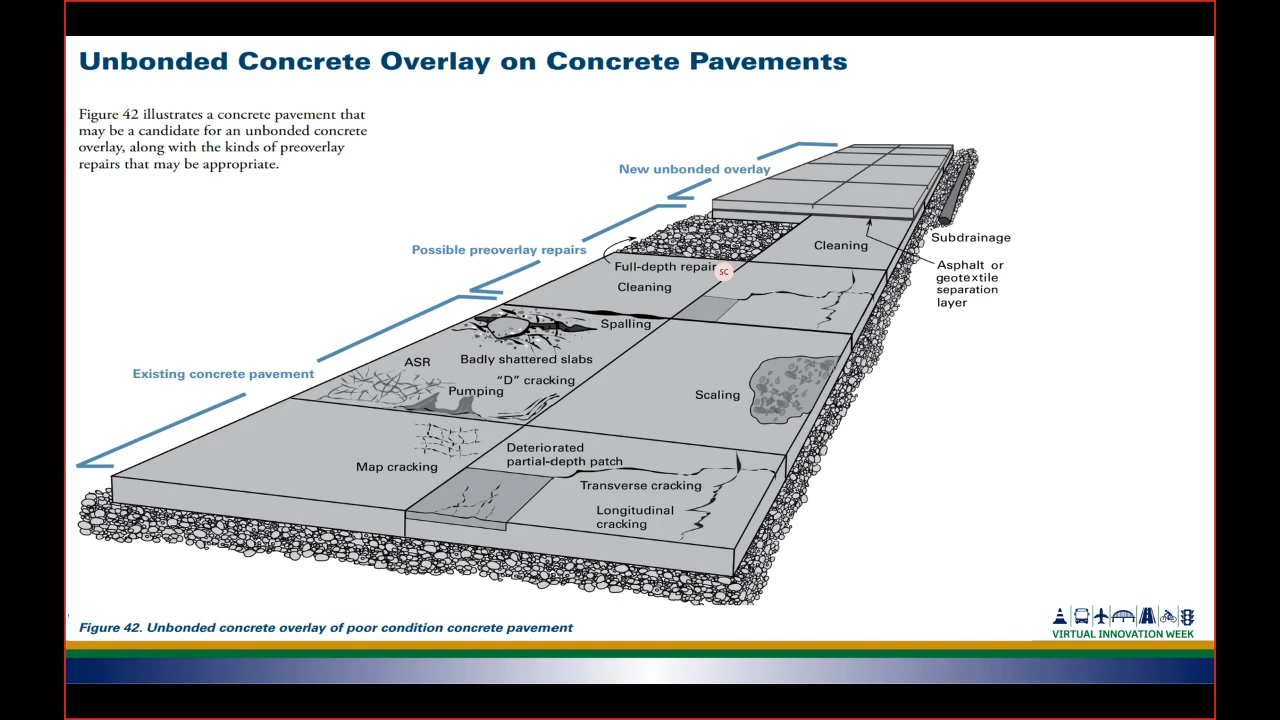 Unbonded Concrete Overlay on Concrete Pavements
Figure 42 illustrates a concrete pavement that
may be a candidate for an unbonded concrete
overlay, along with the kinds of preoverlay
repairs that may be appropriate.
New unbonded overlay
Possible preoverlay repairs
Existing concrete pavement
Cleaning
Subdrainage
Asphalt or
geotextile
separation
layer
Full-depth repair
SC
Cleaning
Spalling
ASR
Badly shattered slabs
"D" cracking
Pumping
Scaling
Map cracking
Deteriorated
partial-depth patch
Transverse cracking
Longitudinal
cracking
Figure 42. Unbonded concrete overlay of poor condition concrete pavement
VIRTUAL INNOVATION WEEK